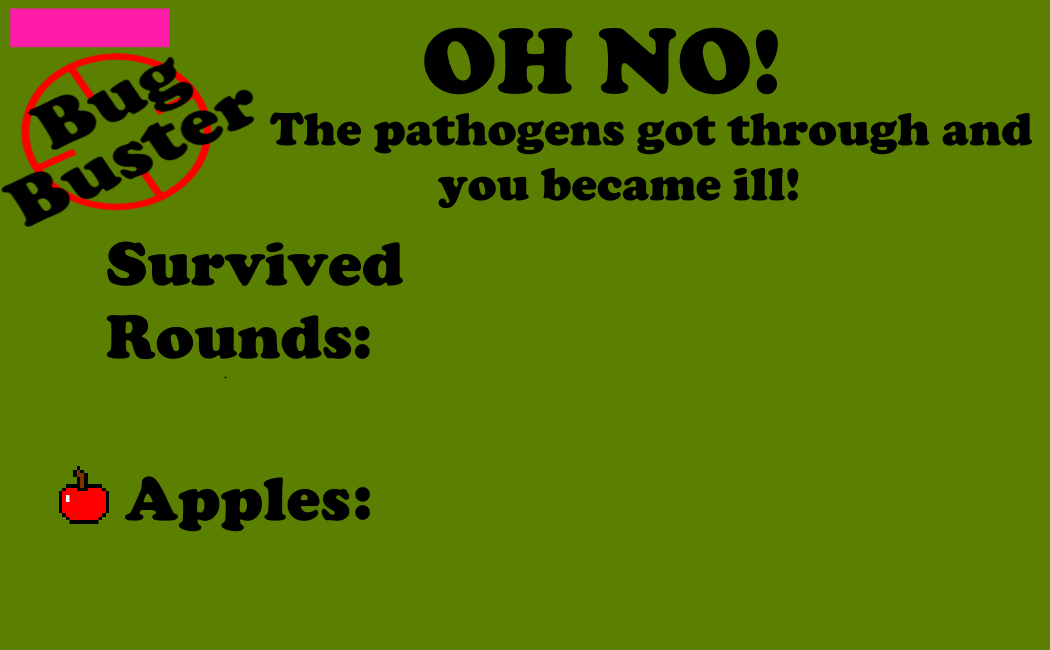 Bug
Buster
OH NO!
The pathogens got through and
you became ill!
Survived
Rounds:
Apples: